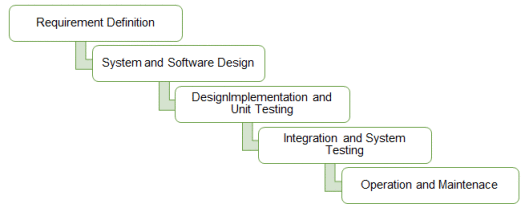 Requirement Definition
System and Software Design
DesignImplementation and
Unit Testing
Integration and System
Testing
Operation and Maintenace